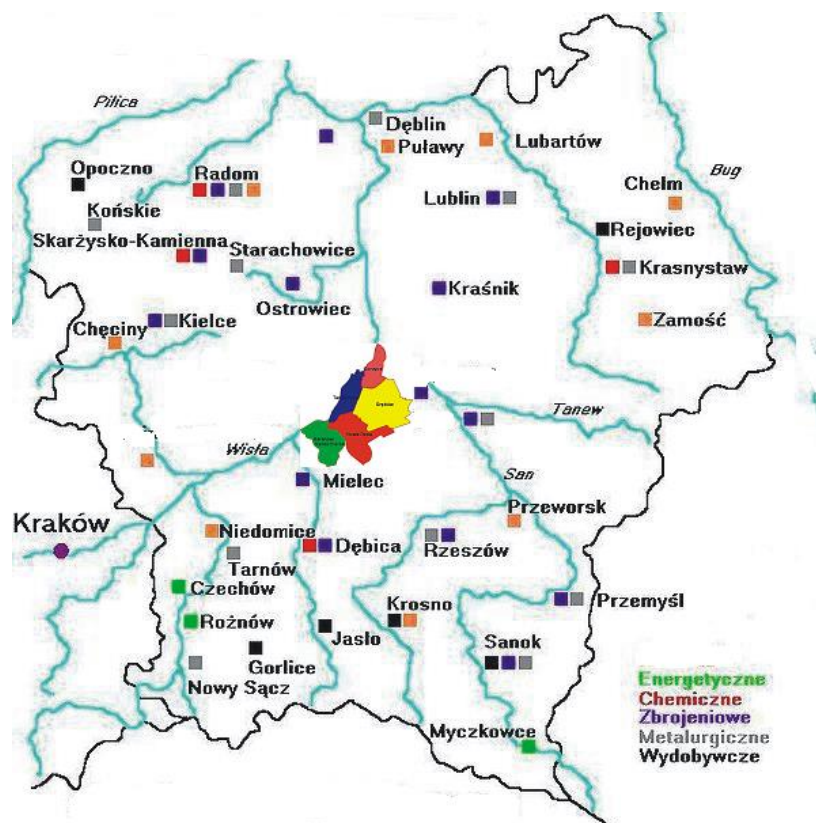 Pilica
Dęblin
Puławy
Lubartów
Opoczno
Radom
Bug
Chełm
Końskie
Lublin
Rejowiec
Skarżysko-Kamienna
Starachowice
Krasnystaw
Ostrowiec
Kraśnik
Kielce
Zamość
Chęciny
Tanew
Wisła
San
Mielec
Przeworsk
Kraków
Niedomice
Dębica
Rzeszów
Tarnów
Czechów
Przemyśl
Krosno
Rożnów
Jasło
Sanok
Gorlice
Nowy Sącz
Energetyczne
Chemiczne
Zbrojeniowe
Myczkowce
Metalurgiczne
Wydobywcze